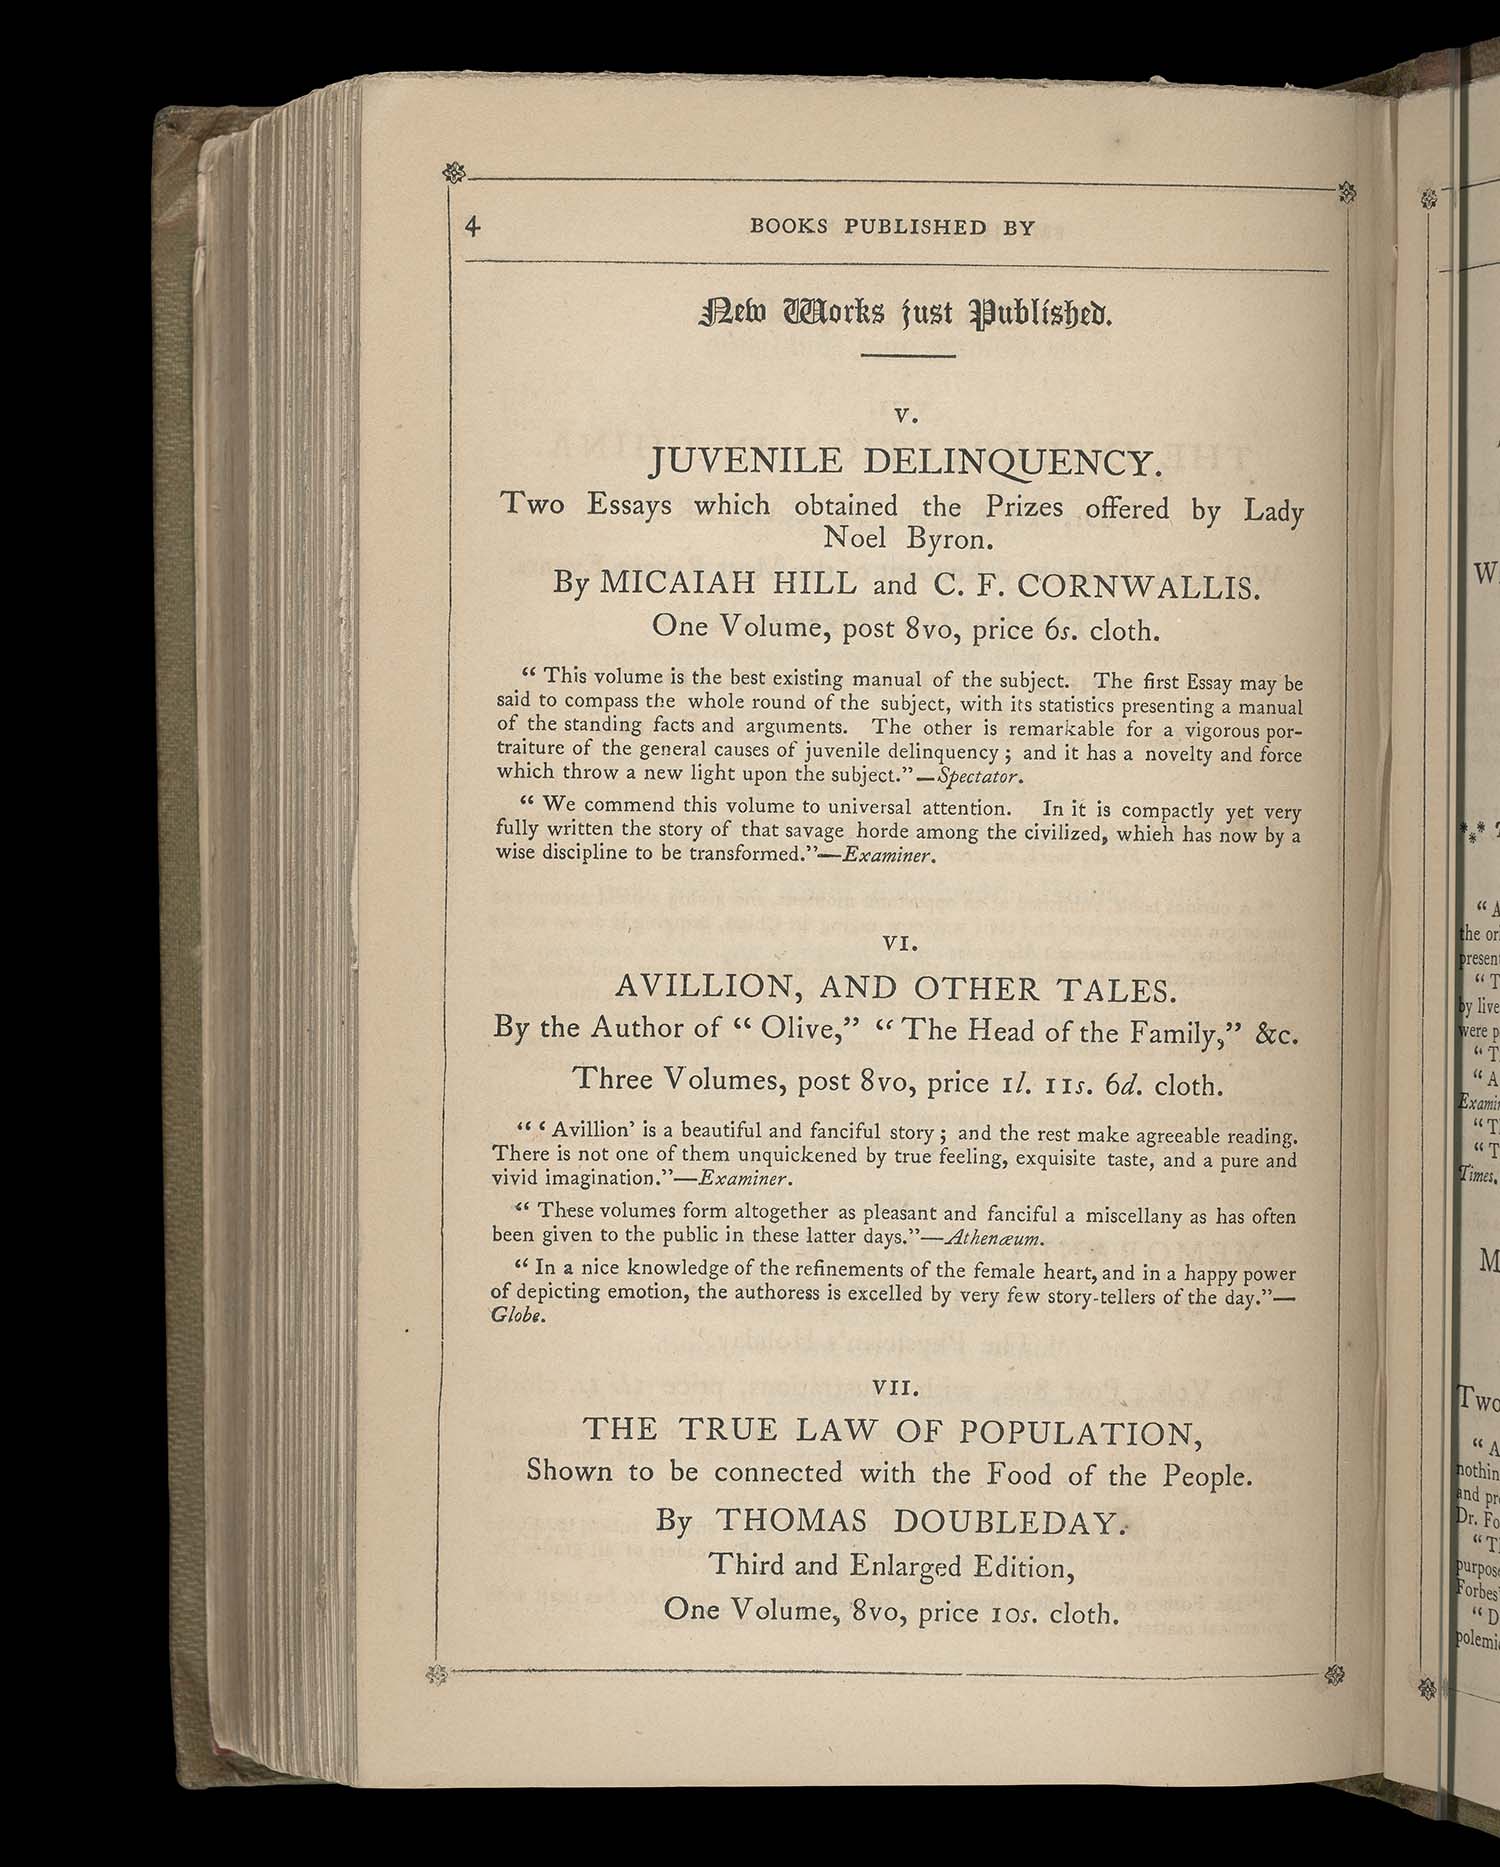 4
BOOKS PUBLISHED BY
New Works just Published.
V.
JUVENILE DELINQUENCY.
Two Essays which obtained the Prizes offered by Lady
Noel Byron.
By MICAIAH HILL and C. F. CORNWALLIS.
One Volume, post 8vo, price 6s. cloth.
“ This volume is the best existing manual of the subject. The first Essay may be
said to compass the whole round of the subject, with its statistics presenting a manual
of the standing facts and arguments. The other is remarkable for a vigorous por-
traiture of the general causes of juvenile delinquency ; and it has a novelty and force
which throw a new light upon the subject.”—Spectator.
“ We commend this volume to universal attention. In it is compactly yet very
fully written the story of that savage horde among the civilized, whieh has now by a
wise discipline to be transformed.”—Examiner.
VI.
AVILLION, AND OTHER TALES.
By the Author of “ Olive,” “ The Head of the Family,” &c.
Three Volumes, post 8vo, price 1l. 11s. 6d. cloth.
“ ‘ Avillion’ is a beautiful and fanciful story ; and the rest make agreeable reading.
There is not one of them unquickened by true feeling, exquisite taste, and a pure and
vivid imagination.”—Examiner.
“ These volumes form altogether as pleasant and fanciful a miscellany as has often
been given to the public in these latter days.”—Athenæum.
“ In a nice knowledge of the refinements of the female heart, and in a happy power
of depicting emotion, the authoress is excelled by very few story-tellers of the day.”—
Globe.
VII.
THE TRUE LAW OF POPULATION,
Shown to be connected with the Food of the People.
By THOMAS DOUBLEDAY.
Third and Enlarged Edition,
One Volume, 8vo, price 10s. cloth.
“ A
the or
“ T
by live
were p
“ T
“ A
“ T
“ T
Times.
M
Two
“ A
and pr
Dr. Fo
“ T
Forbes'
“ D